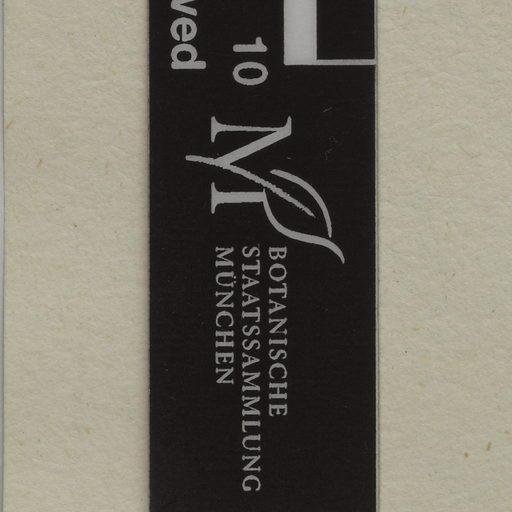 ved
10
M
BOTANISCHE
STAATSSAMMLUNG
MÜNCHEN